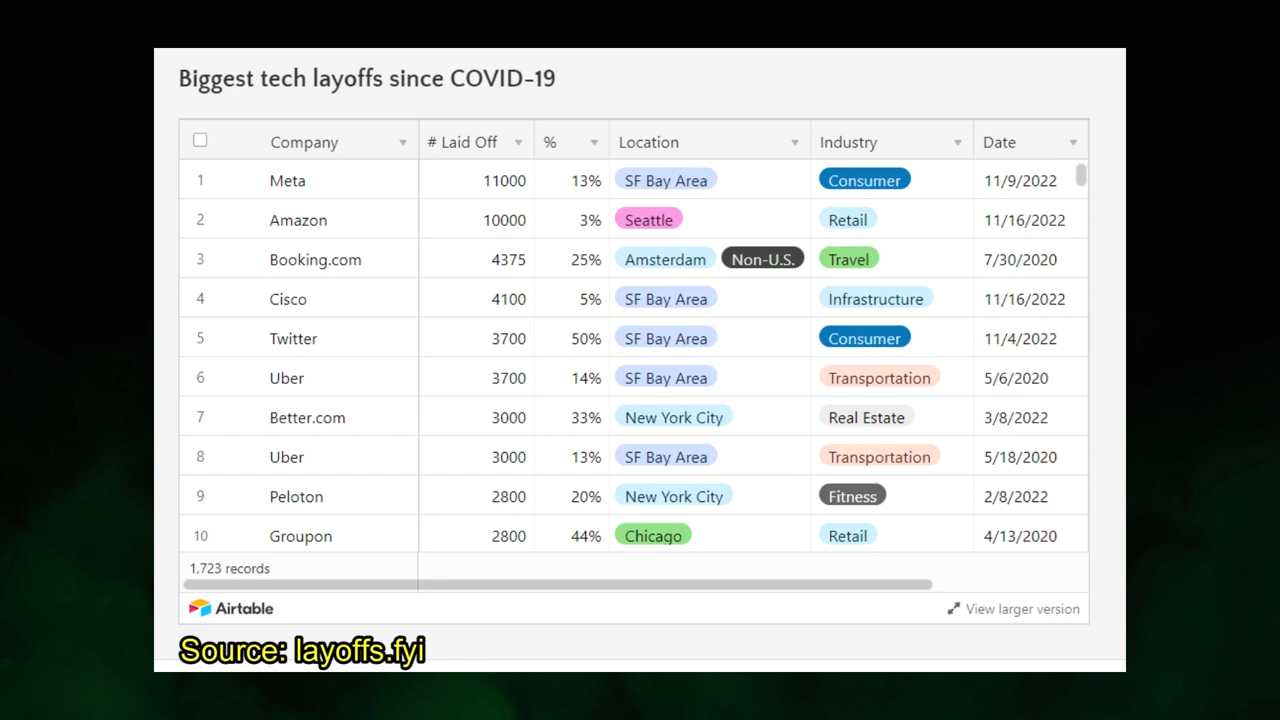 Biggest tech layoffs since COVID-19
Company # Laid Off % Location Industry Date
1 Meta 11000 13% SF Bay Area Consumer 11/9/2022
2 Amazon 10000 3% Seattle Retail 11/16/2022
3 Booking.com 4375 25% Amsterdam Non-U.S. Travel 7/30/2020
4 Cisco 4100 5% SF Bay Area Infrastructure 11/16/2022
5 Twitter 3700 50% SF Bay Area Consumer 11/4/2022
6 Uber 3700 14% SF Bay Area Transportation 5/6/2020
7 Better.com 3000 33% New York City Real Estate 3/8/2022
8 Uber 3000 13% SF Bay Area Transportation 5/18/2020
9 Peloton 2800 20% New York City Fitness 2/8/2022
10 Groupon 2800 44% Chicago Retail 4/13/2020
1,723 records
Airtable View larger version
Source: layoffs.fyi